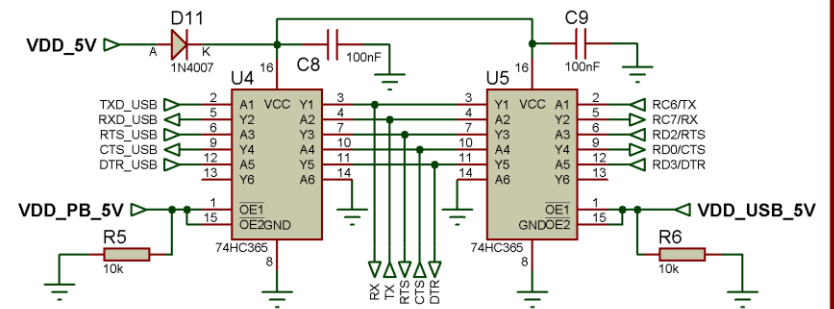 D11
C9
VDD_5V
A
K
1N4007
C8
100nF
100nF
16
16
U4
U5
TXD_USB
RXD_USB
RTS_USB
CTS_USB
DTR_USB
2
5
6
9
12
13
A1 VCC Y1
Y2 A2
A3 Y3
Y4 A4
A5 Y5
Y6 A6
3
4
7
10
11
14
3
4
7
10
11
14
Y1 VCC A1
A2 Y2
Y3 A3
A4 Y4
Y5 A5
A6 Y6
2
5
6
9
12
13
RC6/TX
RC7/RX
RD2/RTS
RD0/CTS
RD3/DTR
VDD_PB_5V
1
15
OE1
OE2GND
OE1
GNDOE2
1
15
VDD_USB_5V
R5
10k
74HC365
8
RX
TX
RTS
CTS
DTR
74HC365
8
R6
10k